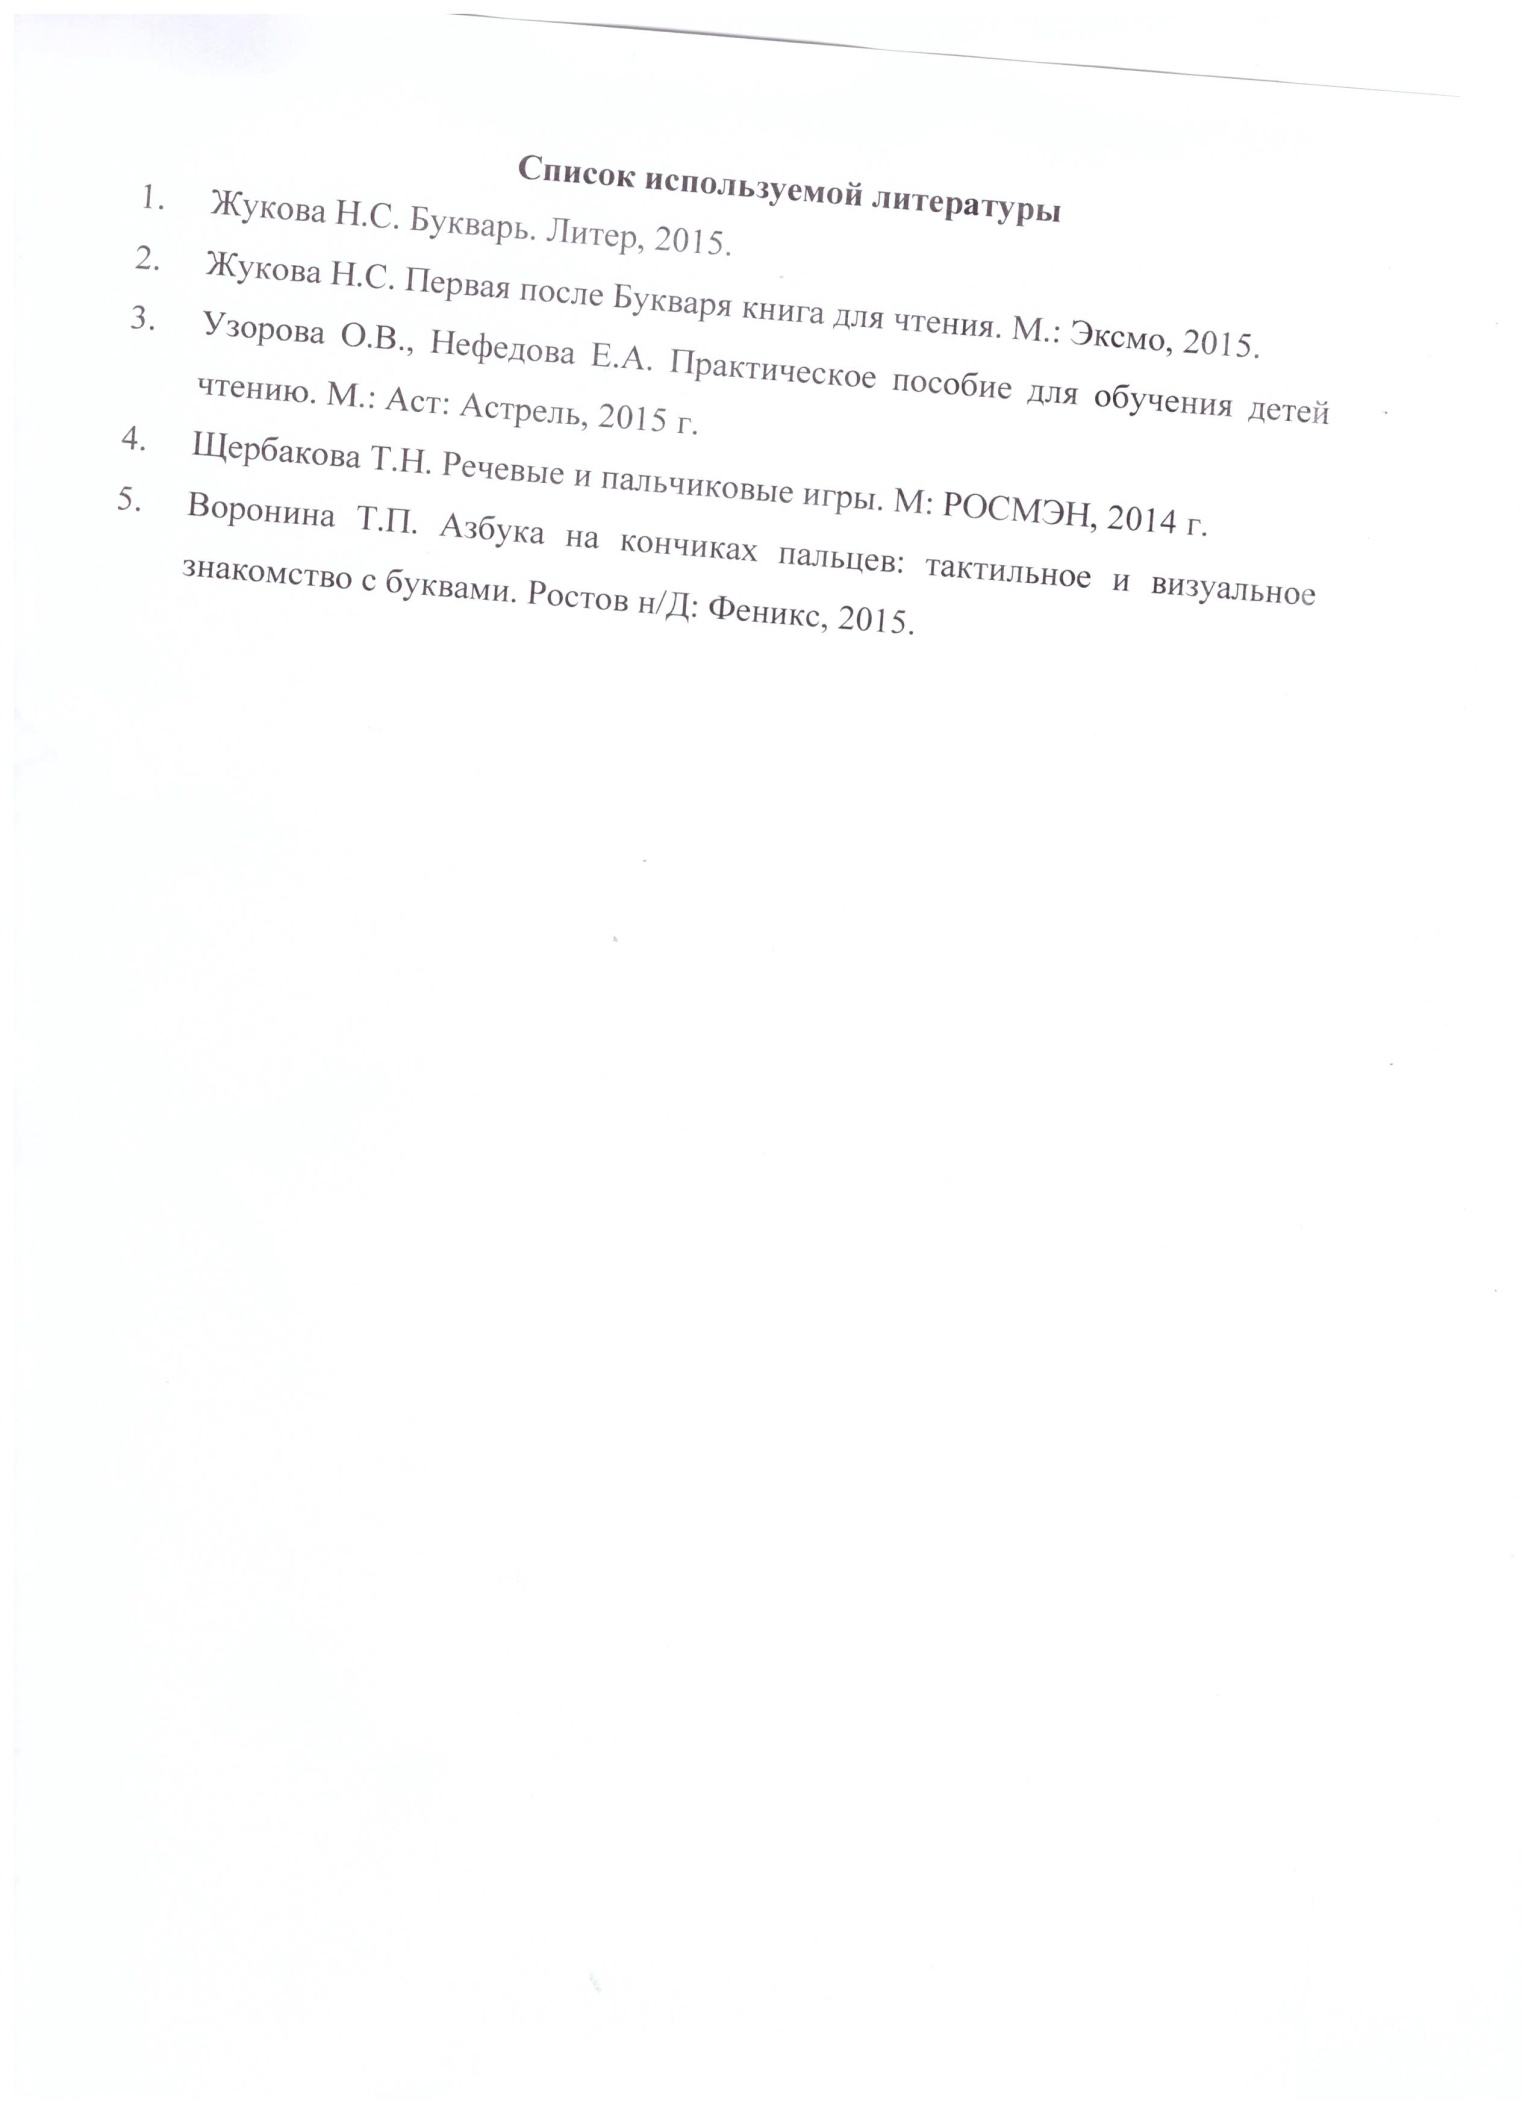 Список используемой литературы
1. Жукова Н.С. Букварь. Литер, 2015.
2. Жукова Н.С. Первая после Букваря книга для чтения. М.: Эксмо, 2015.
3. Узорова О.В., Нефедова Е.А. Практическое пособие для обучения детей
чтению. М.: Аст: Астрель, 2015 г.
4. Щербакова Т.Н. Речевые и пальчиковые игры. М: РОСМЭН, 2014 г.
5. Воронина Т.П. Азбука на кончиках пальцев: тактильное и визуальное
знакомство с буквами. Ростов н/Д: Феникс, 2015.